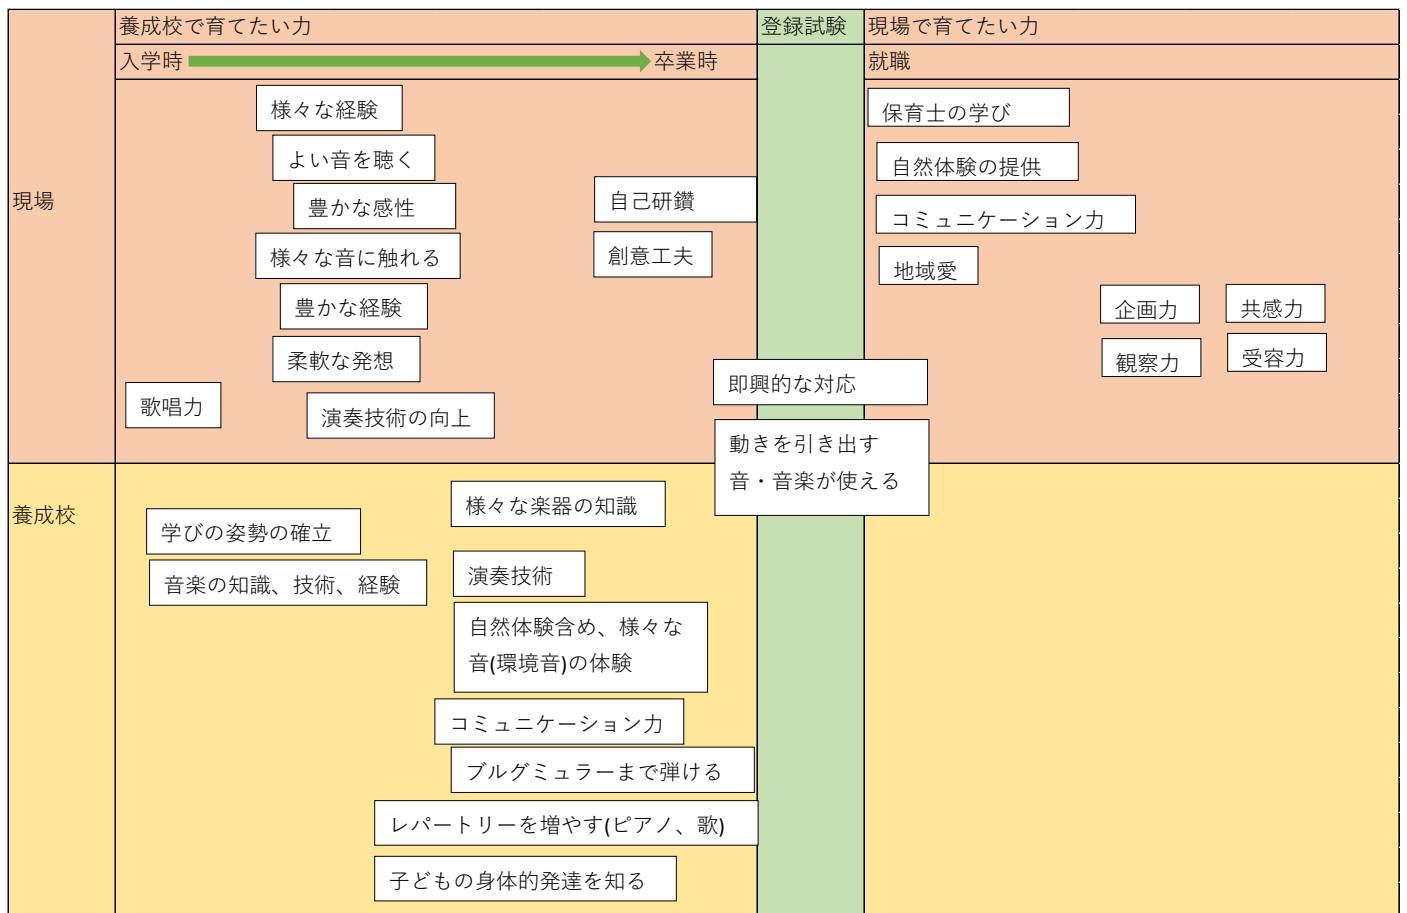 養成校で育てたい力
登録試験
現場で育てたい力
入学時
卒業時
就職
現場
様々な経験
よい音を聴く
豊かな感性
様々な音に触れる
豊かな経験
柔軟な発想
歌唱力
演奏技術の向上
自己研鑽
創意工夫
保育士の学び
自然体験の提供
コミュニケーション力
地域愛
企画力
共感力
観察力
受容力
即興的な対応
動きを引き出す
音・音楽が使える
養成校
学びの姿勢の確立
音楽の知識、技術、経験
様々な楽器の知識
演奏技術
自然体験含め、様々な
音(環境音)の体験
コミュニケーション力
ブルグミュラーまで弾ける
レパートリーを増やす(ピアノ、歌)
子どもの身体的発達を知る